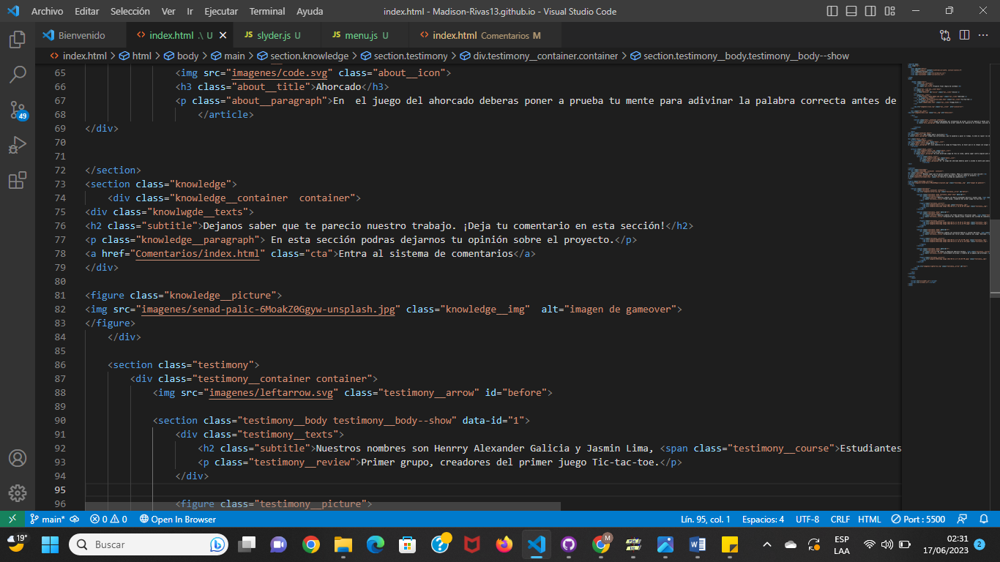 Archivo Editar Selección Ver Ir Ejecutar Terminal Ayuda index.html - Madison-Rivas13.github.io - Visual Studio Code
Bienvenido index.html .\ U JS slyder.js U JS menu.js U index.html Comentarios M
index.html > html > body > main > section.knowledge > section.testimony > div.testimony__container.container > section.testimony__body.testimony__body--show
65 <img src="imagenes/code.svg" class="about__icon">
66 <h3 class="about__title">Ahorcado</h3>
67 <p class="about__paragraph">En  el juego del ahorcado deberas poner a prueba tu mente para adivinar la palabra correcta antes de
68 </article>
69 </div>
70
71
72 </section>
73 <section class="knowledge">
74 <div class="knowledge__container  container">
75 <div class="knowlwgde__texts">
76 <h2 class="subtitle">Dejanos saber que te parecio nuestro trabajo. ¡Deja tu comentario en esta sección!</h2>
77 <p class="knowledge__paragraph"> En esta sección podras dejarnos tu opinión sobre el proyecto.</p>
78 <a href="Comentarios/index.html" class="cta">Entra al sistema de comentarios</a>
79 </div>
80
81 <figure class="knowledge__picture">
82 <img src="imagenes/senad-palic-6MoakZ0Ggyw-unsplash.jpg" class="knowledge__img"  alt="imagen de gameover">
83 </figure>
84 </div>
85
86 <section class="testimony">
87 <div class="testimony__container container">
88 <img src="imagenes/leftarrow.svg" class="testimony__arrow" id="before">
89
90 <section class="testimony__body testimony__body--show" data-id="1">
91 <div class="testimony__texts">
92 <h2 class="subtitle">Nuestros nombres son Henrry Alexander Galicia y Jasmin Lima, <span class="testimony__course">Estudiantes
93 <p class="testimony__review">Primer grupo, creadores del primer juego Tic-tac-toe.</p>
94 </div>
95
96 <figure class="testimony__picture">
49
main* 0 0 Open In Browser Lín. 95, col. 1 Espacios: 4 UTF-8 CRLF HTML Port : 5500
19° Buscar M ESP LAA 02:31 17/06/2023 2